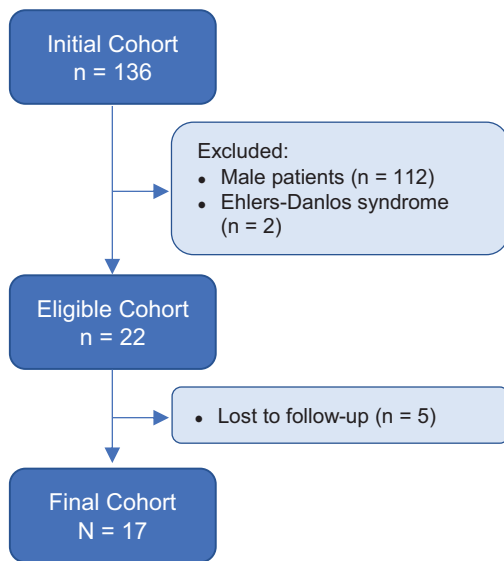 Initial Cohort
n = 136
Excluded:
• Male patients (n = 112)
• Ehlers-Danlos syndrome
(n = 2)
Eligible Cohort
n = 22
• Lost to follow-up (n = 5)
Final Cohort
N = 17